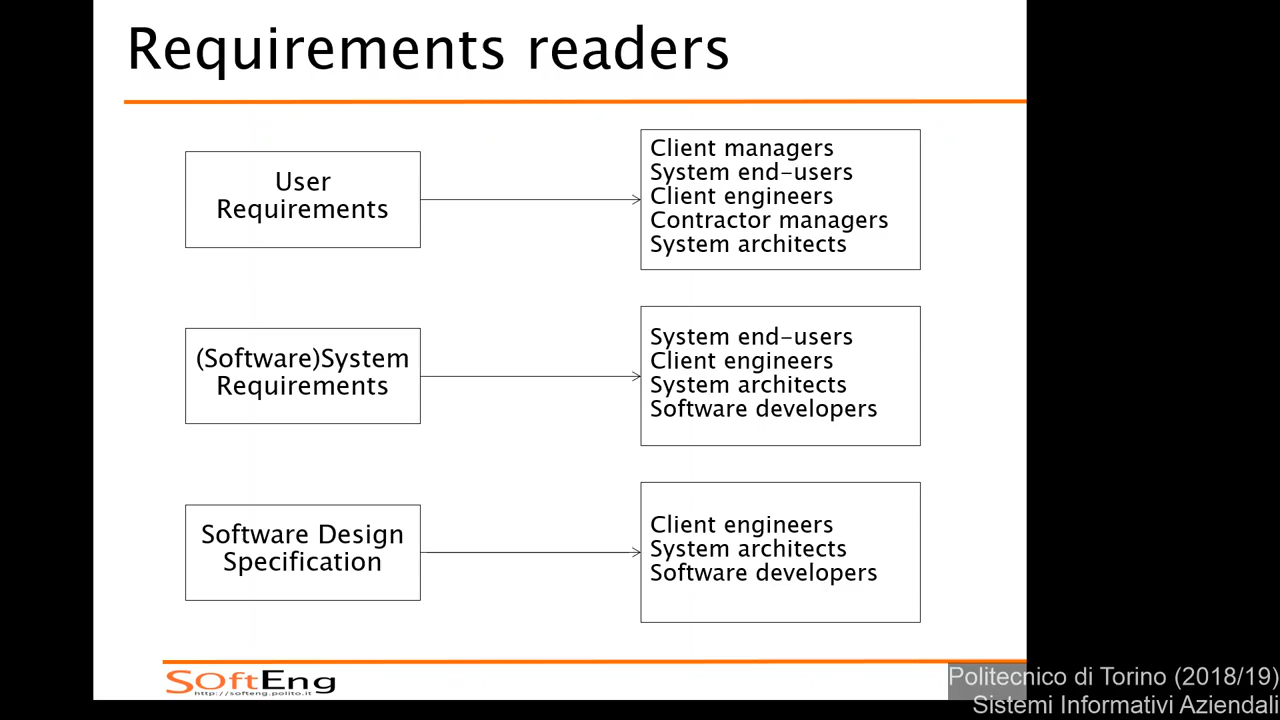 Requirements readers
User
Requirements
Client managers
System end-users
Client engineers
Contractor managers
System architects
(Software)System
Requirements
System end-users
Client engineers
System architects
Software developers
Software Design
Specification
Client engineers
System architects
Software developers
SoftEng
http://softeng.polito.it
Politecnico di Torino (2018/19)
Sistemi Informativi Aziendali